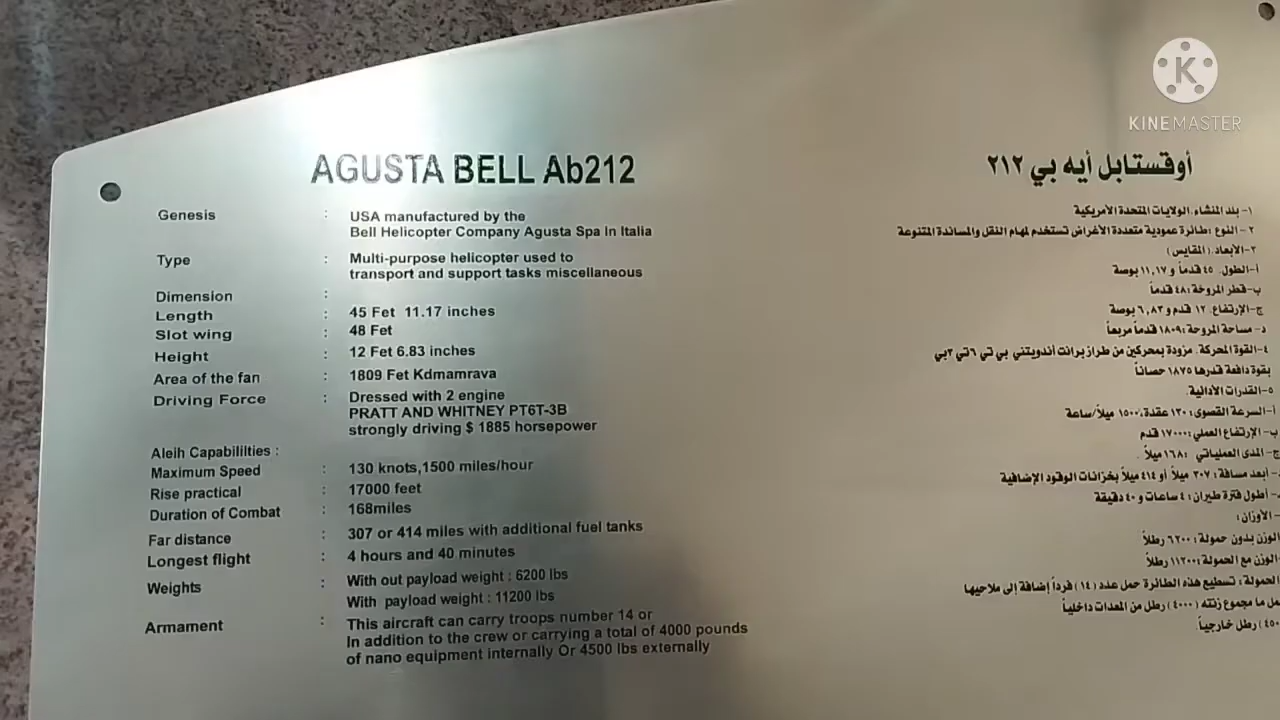 K
KINEMASTER
AGUSTA BELL Ab212
Genesis : USA manufactured by the
Bell Helicopter Company Agusta Spa In Italia
Type : Multi-purpose helicopter used to
transport and support tasks miscellaneous
Dimension :
Length : 45 Fet 11.17 inches
Slot wing : 48 Fet
Height : 12 Fet 6.83 inches
Area of the fan : 1809 Fet Kdmamrava
Driving Force : Dressed with 2 engine
PRATT AND WHITNEY PT6T-3B
strongly driving $ 1885 horsepower
Aleih Capabililties :
Maximum Speed : 130 knots,1500 miles/hour
Rise practical : 17000 feet
Duration of Combat : 168miles
Far distance : 307 or 414 miles with additional fuel tanks
Longest flight : 4 hours and 40 minutes
Weights : With out payload weight : 6200 lbs
With payload weight : 11200 lbs
Armament : This aircraft can carry troops number 14 or
In addition to the crew or carrying a total of 4000 pounds
of nano equipment internally Or 4500 lbs externally
أوقستابل أيه بي ٢١٢
١- بلد المنشاء: الولايات المتحدة الأمريكية
٢- النوع: طائرة عمودية متعددة الأغراض تستخدم لمهام النقل والمساندة المتنوعة
٣-الأبعاد: (المقايس)
أ-الطول: ٤٥ قدماً و ١١,١٧ بوصة
ب-قطر المروحة: ٤٨ قدماً
ج-الإرتفاع: ١٢ قدم و ٦,٨٣ بوصة
د- مساحة المروحة: ١٨٠٩ قدماً مربعاً
٤-القوة المحركة: مزودة بمحركين من طراز برانت أندويتني بي تي ٦ تي ٣بي
بقوة دافعة قدرها ١٨٧٥ حصاناً
٥-القدرات الأدائية:
أ-السرعة القصوى: ١٣٠ عقدة، ١٥٠٠ ميلاً/ساعة
ب-الإرتفاع العملي: ١٧٠٠٠ قدم
ج- المدى العملياتي: ١٦٨ ميلاً
- أبعد مسافة: ٣٠٧ ميلاً أو ٤١٤ ميلاً بخزانات الوقود الإضافية
- أطول فترة طيران: ٤ ساعات و ٤٠ دقيقة
-الأوزان:
الوزن بدون حمولة: ٦٢٠٠ رطلاً
الوزن مع الحمولة: ١١٢٠٠ رطلاً
الحمولة: تستطيع هذه الطائرة حمل عدد (١٤) فرداً إضافة إلى ملاحيها
ما مجموع زنته (٤٠٠٠) رطل من المعدات داخلياً
رطل خارجياً